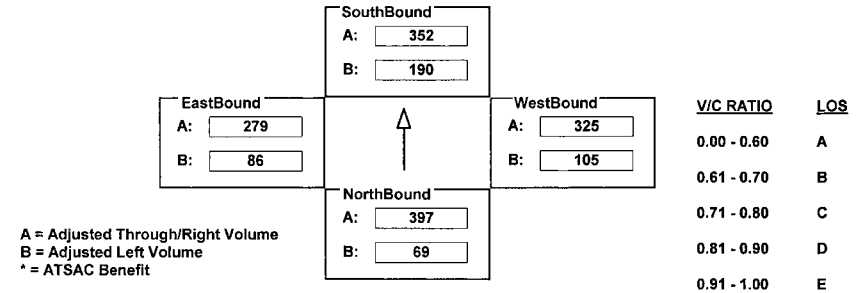 SouthBound
A: 352
B: 190
EastBound
A: 279
B: 86
WestBound
A: 325
B: 105
NorthBound
A: 397
B: 69
A = Adjusted Through/Right Volume
B = Adjusted Left Volume
* = ATSAC Benefit
V/C RATIO LOS
0.00 - 0.60 A
0.61 - 0.70 B
0.71 - 0.80 C
0.81 - 0.90 D
0.91 - 1.00 E